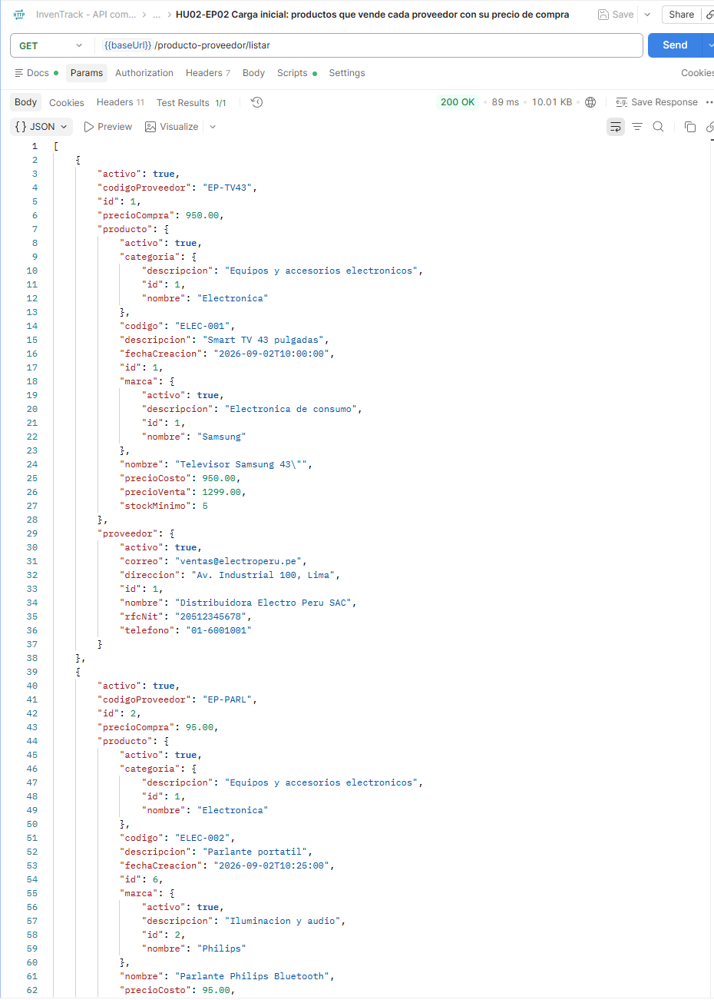 InvenTrack - API com... > ... > HU02-EP02 Carga inicial: productos que vende cada proveedor con su precio de compra Save Share
GET {{baseUrl}} /producto-proveedor/listar Send
Docs Params Authorization Headers 7 Body Scripts Settings Cookies
Body Cookies Headers 11 Test Results 1/1 200 OK 89 ms 10.01 KB e.g. Save Response
{} JSON Preview Visualize
1 [
2 {
3 "activo": true,
4 "codigoProveedor": "EP-TV43",
5 "id": 1,
6 "precioCompra": 950.00,
7 "producto": {
8 "activo": true,
9 "categoria": {
10 "descripcion": "Equipos y accesorios electronicos",
11 "id": 1,
12 "nombre": "Electronica"
13 },
14 "codigo": "ELEC-001",
15 "descripcion": "Smart TV 43 pulgadas",
16 "fechaCreacion": "2026-09-02T10:00:00",
17 "id": 1,
18 "marca": {
19 "activo": true,
20 "descripcion": "Electronica de consumo",
21 "id": 1,
22 "nombre": "Samsung"
23 },
24 "nombre": "Televisor Samsung 43\"",
25 "precioCosto": 950.00,
26 "precioVenta": 1299.00,
27 "stockMinimo": 5
28 },
29 "proveedor": {
30 "activo": true,
31 "correo": "ventas@electroperu.pe",
32 "direccion": "Av. Industrial 100, Lima",
33 "id": 1,
34 "nombre": "Distribuidora Electro Peru SAC",
35 "rfcNit": "20512345678",
36 "telefono": "01-6001001"
37 }
38 },
39 {
40 "activo": true,
41 "codigoProveedor": "EP-PARL",
42 "id": 2,
43 "precioCompra": 95.00,
44 "producto": {
45 "activo": true,
46 "categoria": {
47 "descripcion": "Equipos y accesorios electronicos",
48 "id": 1,
49 "nombre": "Electronica"
50 },
51 "codigo": "ELEC-002",
52 "descripcion": "Parlante portatil",
53 "fechaCreacion": "2026-09-02T10:25:00",
54 "id": 6,
55 "marca": {
56 "activo": true,
57 "descripcion": "Iluminacion y audio",
58 "id": 2,
59 "nombre": "Philips"
60 },
61 "nombre": "Parlante Philips Bluetooth",
62 "precioCosto": 95.00,